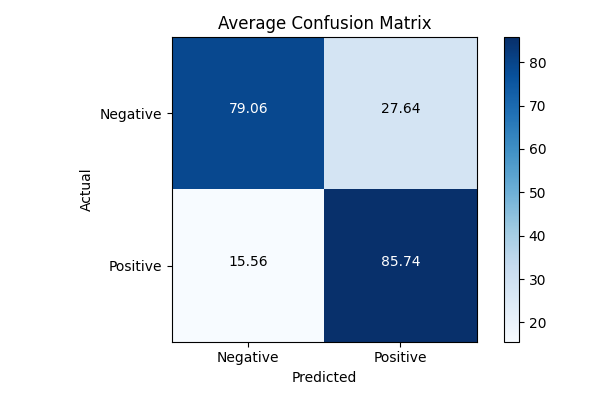 Average Confusion Matrix
Actual
Negative
79.06
27.64
Positive
15.56
85.74
Negative
Positive
Predicted
80
70
60
50
40
30
20